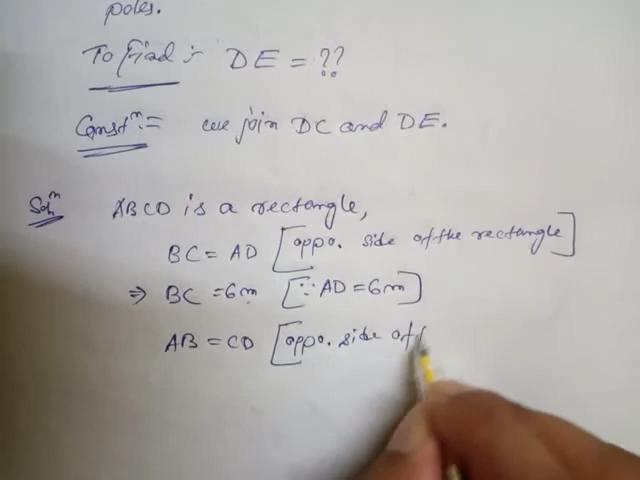 poles.
To Find :- DE = ??
Constⁿ:= we join DC and DE.
Solⁿ ABCD is a rectangle,
BC = AD [oppo. side of the rectangle]
⇒ BC = 6m [∵ AD = 6m]
AB = CD [oppo. side of